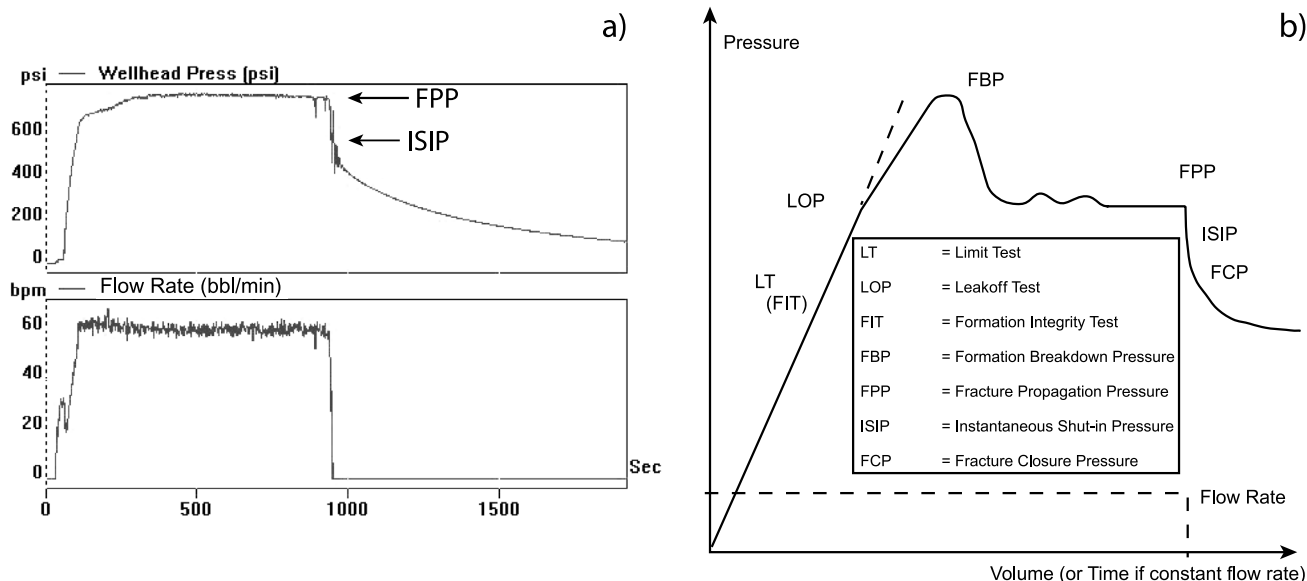 a)
psi — Wellhead Press (psi)
FPP
600
ISIP
400
200
0
bpm — Flow Rate (bbl/min)
60
40
20
0
Sec
0 500 1000 1500
b)
Pressure
FBP
LOP
FPP
ISIP
FCP
LT
(FIT)
LT = Limit Test
LOP = Leakoff Test
FIT = Formation Integrity Test
FBP = Formation Breakdown Pressure
FPP = Fracture Propagation Pressure
ISIP = Instantaneous Shut-in Pressure
FCP = Fracture Closure Pressure
Flow Rate
Volume (or Time if constant flow rate)